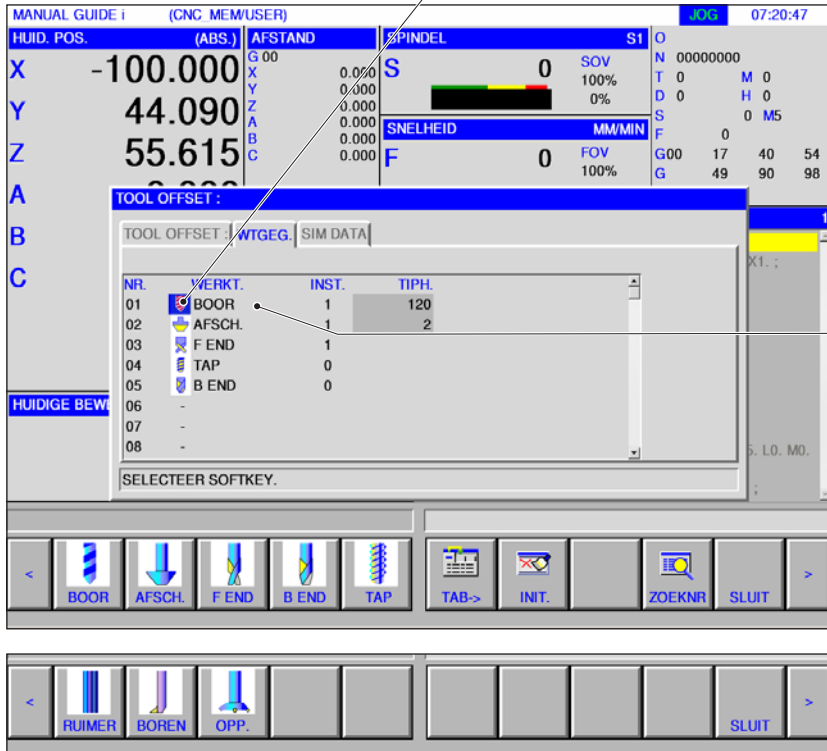 MANUAL GUIDE i (CNC_MEM/USER) JOG 07:20:47
HUID. POS. (ABS.) AFSTAND SPINDEL S1 O
G 00
N 00000000
X -100.000 X 0.000 S 0 SOV 100% 0% T 0 M 0
Y 0.000 D 0 H 0
Y 44.090 Z 0.000 S 0 M5
A 0.000 SNELHEID MM/MIN F 0
Z 55.615 B 0.000 F 0 FOV 100% G00 17 40 54
C 0.000 G 49 90 98
A
TOOL OFFSET :
B TOOL OFFSET : WTGEG. SIM DATA 1
X1. ;
C NR. WERKT. INST. TIPH.
01 BOOR 1 120
02 AFSCH. 1 2
03 F END 1
04 TAP 0
05 B END 0
HUIDIGE BEWE 06 -
07 -
08 - 5. L0. M0.
SELECTEER SOFTKEY. ;
< BOOR AFSCH. F END B END TAP TAB-> INIT. ZOEKNR SLUIT >
< RUIMER BOREN OPP. SLUIT >